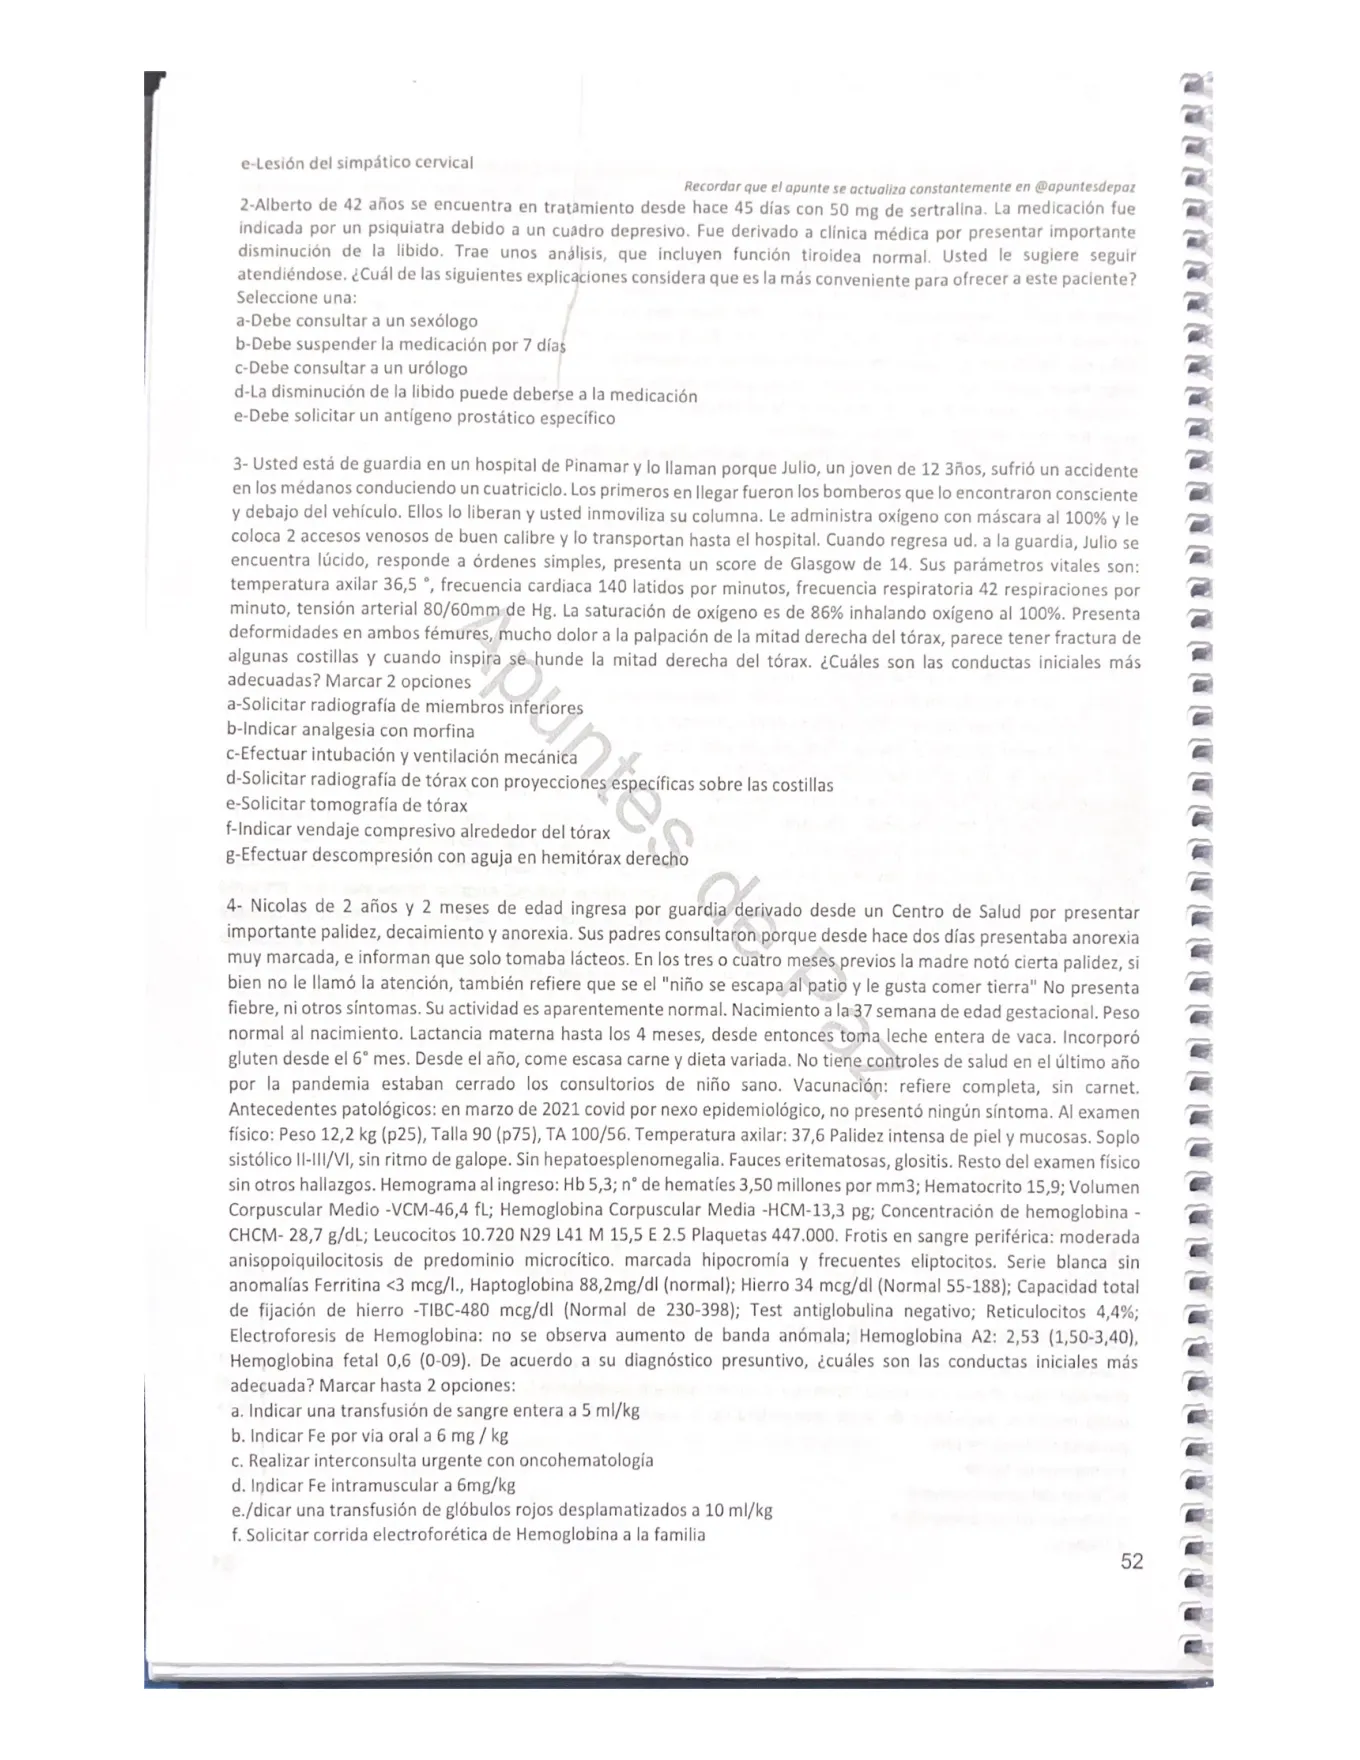 e-Lesión del simpático cervical
Recordar que el apunte se actualiza constantemente en @apuntesdepaz
2-Alberto de 42 años se encuentra en tratamiento desde hace 45 días con 50 mg de sertralina. La medicación fue
indicada por un psiquiatra debido a un cuadro depresivo. Fue derivado a clínica médica por presentar importante
disminución de la libido. Trae unos análisis, que incluyen función tiroidea normal. Usted le sugiere seguir
atendiéndose. ¿Cuál de las siguientes explicaciones considera que es la más conveniente para ofrecer a este paciente?
Seleccione una:
a-Debe consultar a un sexólogo
b-Debe suspender la medicación por 7 días
c-Debe consultar a un urólogo
d-La disminución de la libido puede deberse a la medicación
e-Debe solicitar un antígeno prostático específico
3- Usted está de guardia en un hospital de Pinamar y lo llaman porque Julio, un joven de 12 3ños, sufrió un accidente
en los médanos conduciendo un cuatriciclo. Los primeros en llegar fueron los bomberos que lo encontraron consciente
y debajo del vehículo. Ellos lo liberan y usted inmoviliza su columna. Le administra oxígeno con máscara al 100% y le
coloca 2 accesos venosos de buen calibre y lo transportan hasta el hospital. Cuando regresa ud. a la guardia, Julio se
encuentra lúcido, responde a órdenes simples, presenta un score de Glasgow de 14. Sus parámetros vitales son:
temperatura axilar 36,5 °, frecuencia cardiaca 140 latidos por minutos, frecuencia respiratoria 42 respiraciones por
minuto, tensión arterial 80/60mm de Hg. La saturación de oxígeno es de 86% inhalando oxígeno al 100%. Presenta
deformidades en ambos fémures, mucho dolor a la palpación de la mitad derecha del tórax, parece tener fractura de
algunas costillas y cuando inspira se hunde la mitad derecha del tórax. ¿Cuáles son las conductas iniciales más
adecuadas? Marcar 2 opciones
a-Solicitar radiografía de miembros inferiores
b-Indicar analgesia con morfina
c-Efectuar intubación y ventilación mecánica
d-Solicitar radiografía de tórax con proyecciones específicas sobre las costillas
e-Solicitar tomografía de tórax
f-Indicar vendaje compresivo alrededor del tórax
g-Efectuar descompresión con aguja en hemitórax derecho
4- Nicolas de 2 años y 2 meses de edad ingresa por guardia derivado desde un Centro de Salud por presentar
importante palidez, decaimiento y anorexia. Sus padres consultaron porque desde hace dos días presentaba anorexia
muy marcada, e informan que solo tomaba lácteos. En los tres o cuatro meses previos la madre notó cierta palidez, si
bien no le llamó la atención, también refiere que se el "niño se escapa al patio y le gusta comer tierra" No presenta
fiebre, ni otros síntomas. Su actividad es aparentemente normal. Nacimiento a la 37 semana de edad gestacional. Peso
normal al nacimiento. Lactancia materna hasta los 4 meses, desde entonces toma leche entera de vaca. Incorporó
gluten desde el 6° mes. Desde el año, come escasa carne y dieta variada. No tiene controles de salud en el último año
por la pandemia estaban cerrado los consultorios de niño sano. Vacunación: refiere completa, sin carnet.
Antecedentes patológicos: en marzo de 2021 covid por nexo epidemiológico, no presentó ningún síntoma. Al examen
físico: Peso 12,2 kg (p25), Talla 90 (p75), TA 100/56. Temperatura axilar: 37,6 Palidez intensa de piel y mucosas. Soplo
sistólico II-III/VI, sin ritmo de galope. Sin hepatoesplenomegalia. Fauces eritematosas, glositis. Resto del examen físico
sin otros hallazgos. Hemograma al ingreso: Hb 5,3; n° de hematíes 3,50 millones por mm3; Hematocrito 15,9; Volumen
Corpuscular Medio -VCM-46,4 fL; Hemoglobina Corpuscular Media -HCM-13,3 pg; Concentración de hemoglobina -
CHCM- 28,7 g/dL; Leucocitos 10.720 N29 L41 M 15,5 E 2.5 Plaquetas 447.000. Frotis en sangre periférica: moderada
anisopoiquilocitosis de predominio microcítico. marcada hipocromía y frecuentes eliptocitos. Serie blanca sin
anomalías Ferritina <3 mcg/l., Haptoglobina 88,2mg/dl (normal); Hierro 34 mcg/dl (Normal 55-188); Capacidad total
de fijación de hierro -TIBC-480 mcg/dl (Normal de 230-398); Test antiglobulina negativo; Reticulocitos 4,4%;
Electroforesis de Hemoglobina: no se observa aumento de banda anómala; Hemoglobina A2: 2,53 (1,50-3,40),
Hemoglobina fetal 0,6 (0-09). De acuerdo a su diagnóstico presuntivo, ¿cuáles son las conductas iniciales más
adecuada? Marcar hasta 2 opciones:
a. Indicar una transfusión de sangre entera a 5 ml/kg
b. Indicar Fe por via oral a 6 mg / kg
c. Realizar interconsulta urgente con oncohematología
d. Indicar Fe intramuscular a 6mg/kg
e./dicar una transfusión de glóbulos rojos desplamatizados a 10 ml/kg
f. Solicitar corrida electroforética de Hemoglobina a la familia
52
Apuntes de Paz